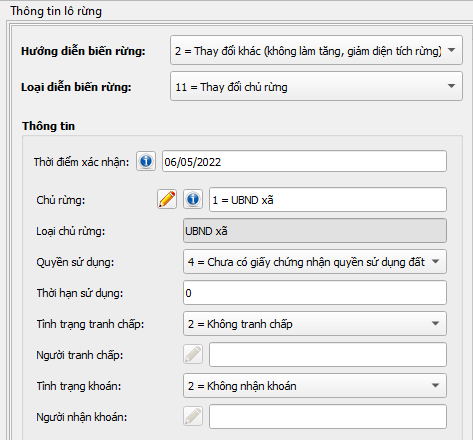 Thông tin lô rừng
Hướng diễn biến rừng: 2 = Thay đổi khác (không làm tăng, giảm diện tích rừng)
Loại diễn biến rừng: 11 = Thay đổi chủ rừng
Thông tin
Thời điểm xác nhận: 06/05/2022
Chủ rừng: 1 = UBND xã
Loại chủ rừng: UBND xã
Quyền sử dụng: 4 = Chưa có giấy chứng nhận quyền sử dụng đất
Thời hạn sử dụng: 0
Tình trạng tranh chấp: 2 = Không tranh chấp
Người tranh chấp:
Tình trạng khoán: 2 = Không nhận khoán
Người nhận khoán: